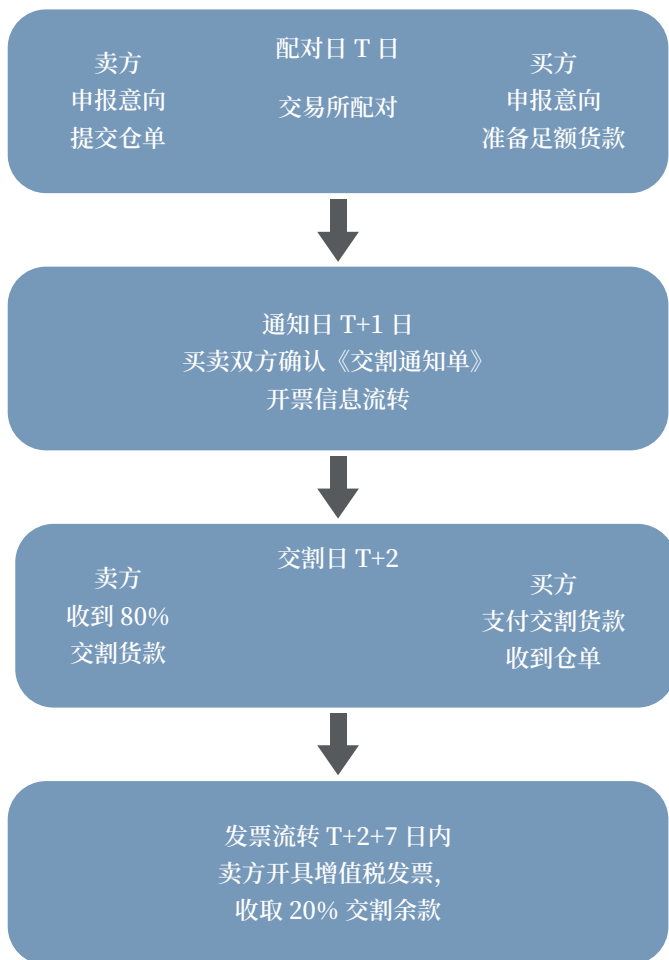 配对日 T 日
交易所配对
卖方
申报意向
提交仓单
买方
申报意向
准备足额货款
通知日 T+1 日
买卖双方确认《交割通知单》
开票信息流转
交割日 T+2
卖方
收到 80%
交割货款
买方
支付交割货款
收到仓单
发票流转 T+2+7 日内
卖方开具增值税发票，
收取 20% 交割余款